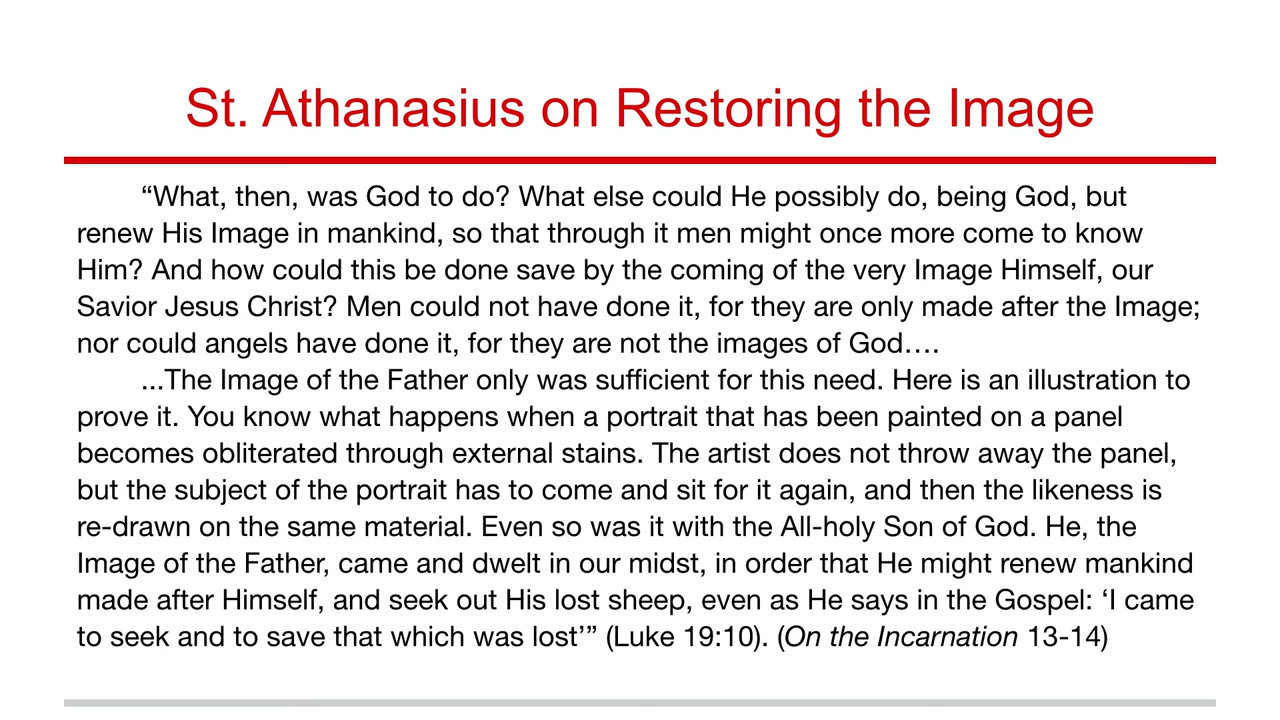 St. Athanasius on Restoring the Image
“What, then, was God to do? What else could He possibly do, being God, but
renew His Image in mankind, so that through it men might once more come to know
Him? And how could this be done save by the coming of the very Image Himself, our
Savior Jesus Christ? Men could not have done it, for they are only made after the Image;
nor could angels have done it, for they are not the images of God….
...The Image of the Father only was sufficient for this need. Here is an illustration to
prove it. You know what happens when a portrait that has been painted on a panel
becomes obliterated through external stains. The artist does not throw away the panel,
but the subject of the portrait has to come and sit for it again, and then the likeness is
re-drawn on the same material. Even so was it with the All-holy Son of God. He, the
Image of the Father, came and dwelt in our midst, in order that He might renew mankind
made after Himself, and seek out His lost sheep, even as He says in the Gospel: ‘I came
to seek and to save that which was lost’” (Luke 19:10). (On the Incarnation 13-14)